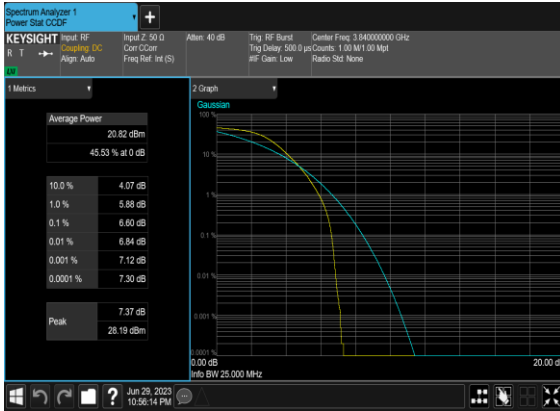 Spectrum Analyzer 1
Power Stat CCDF
KEYSIGHT
Input: RF
Input Z: 50 Ω
Atten: 40 dB
Trig: RF Burst
Center Freq: 3.840000000 GHz
R T
Coupling: DC
Corr CCorr
Trig Delay: 500.0 µs
Counts: 1.00 M/1.00 Mpt
Align: Auto
Freq Ref: Int (S)
#IF Gain: Low
Radio Std: None
1 Metrics
2 Graph
Average Power
20.82 dBm
45.53 % at 0 dB
10.0 % 4.07 dB
1.0 % 5.88 dB
0.1 % 6.60 dB
0.01 % 6.84 dB
0.001 % 7.12 dB
0.0001 % 7.30 dB
Peak
7.37 dB
28.19 dBm
Gaussian
100 %
10 %
1 %
0.1 %
0.01 %
0.001 %
0.0001 %
0.00 dB
20.00 d
Info BW 25.000 MHz
?
Jun 29, 2023
10:56:14 PM